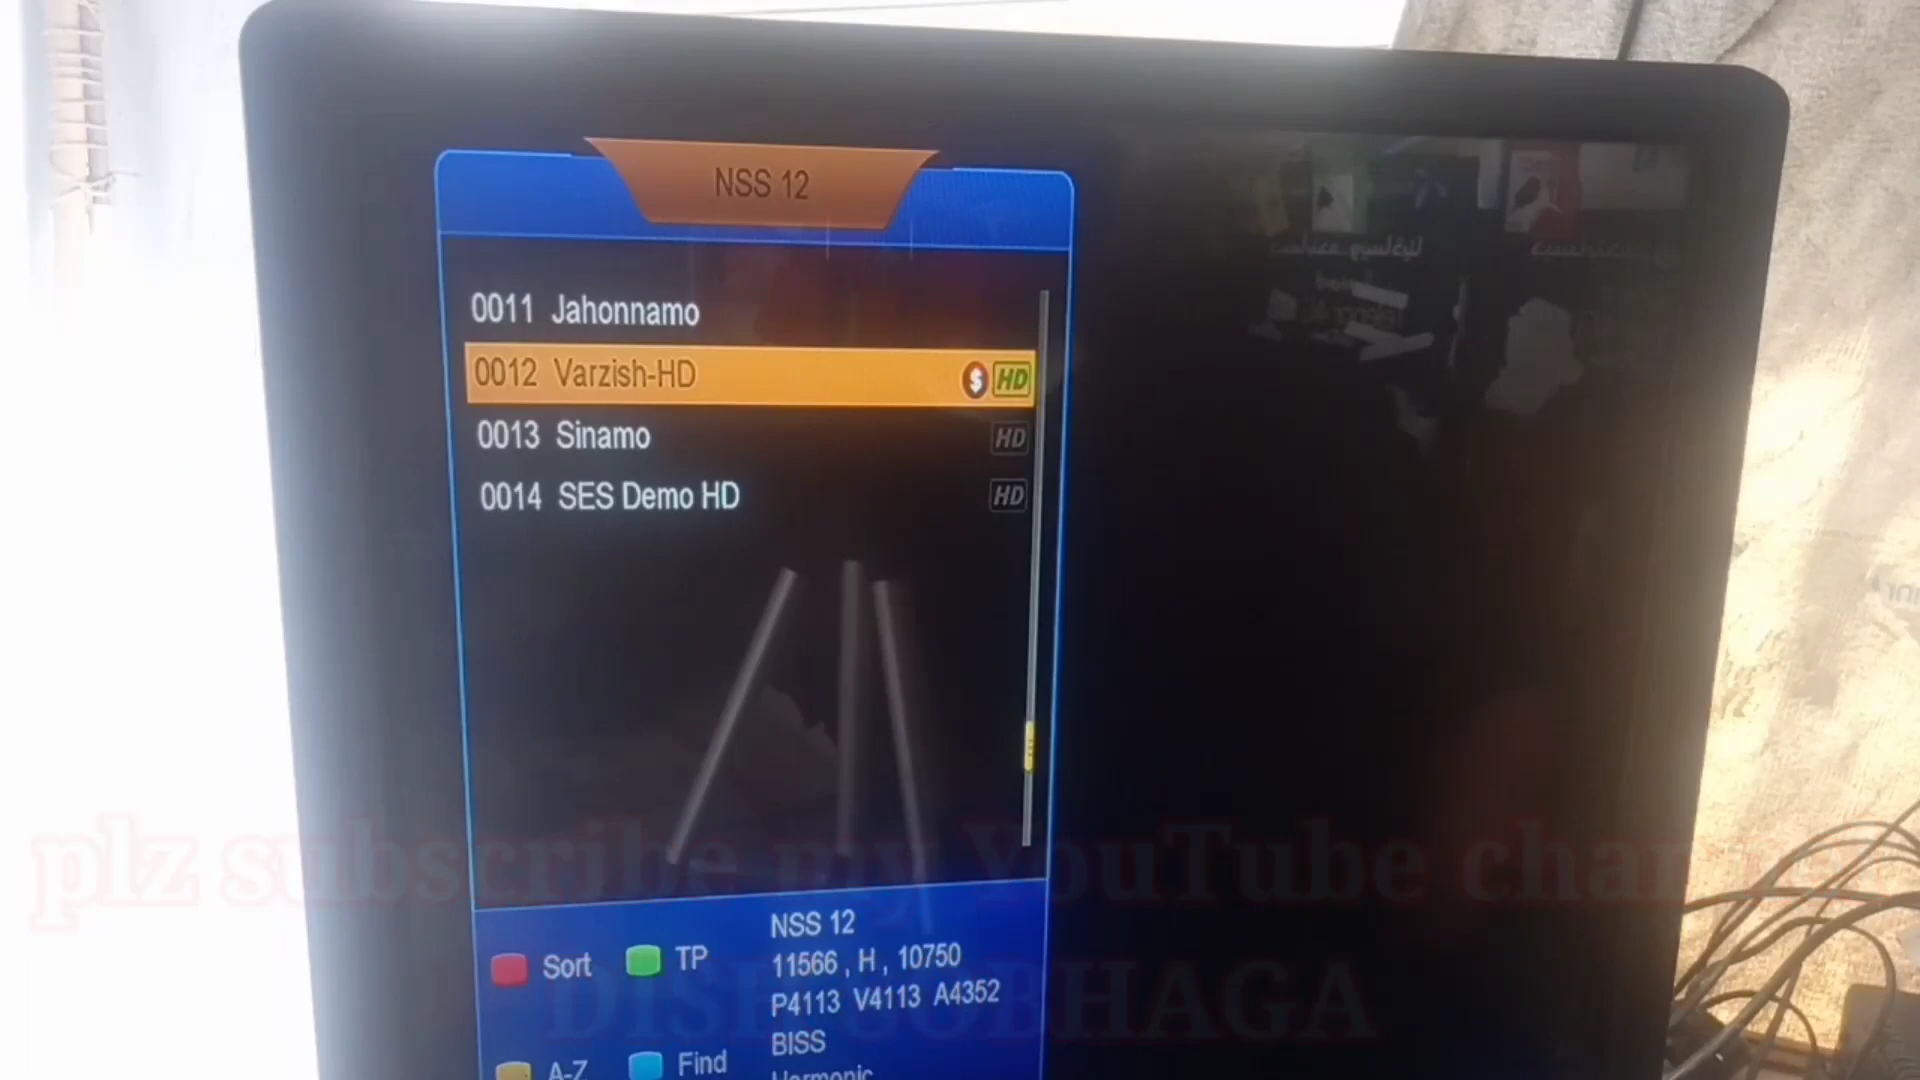 NSS 12
0011 Jahonnamo
0012 Varzish-HD $ HD
0013 Sinamo HD
0014 SES Demo HD HD
plz subscribe my YouTube
NSS 12
Sort TP 11566 , H , 10750
P4113 V4113 A4352
BISS
A-Z Find Harmonic